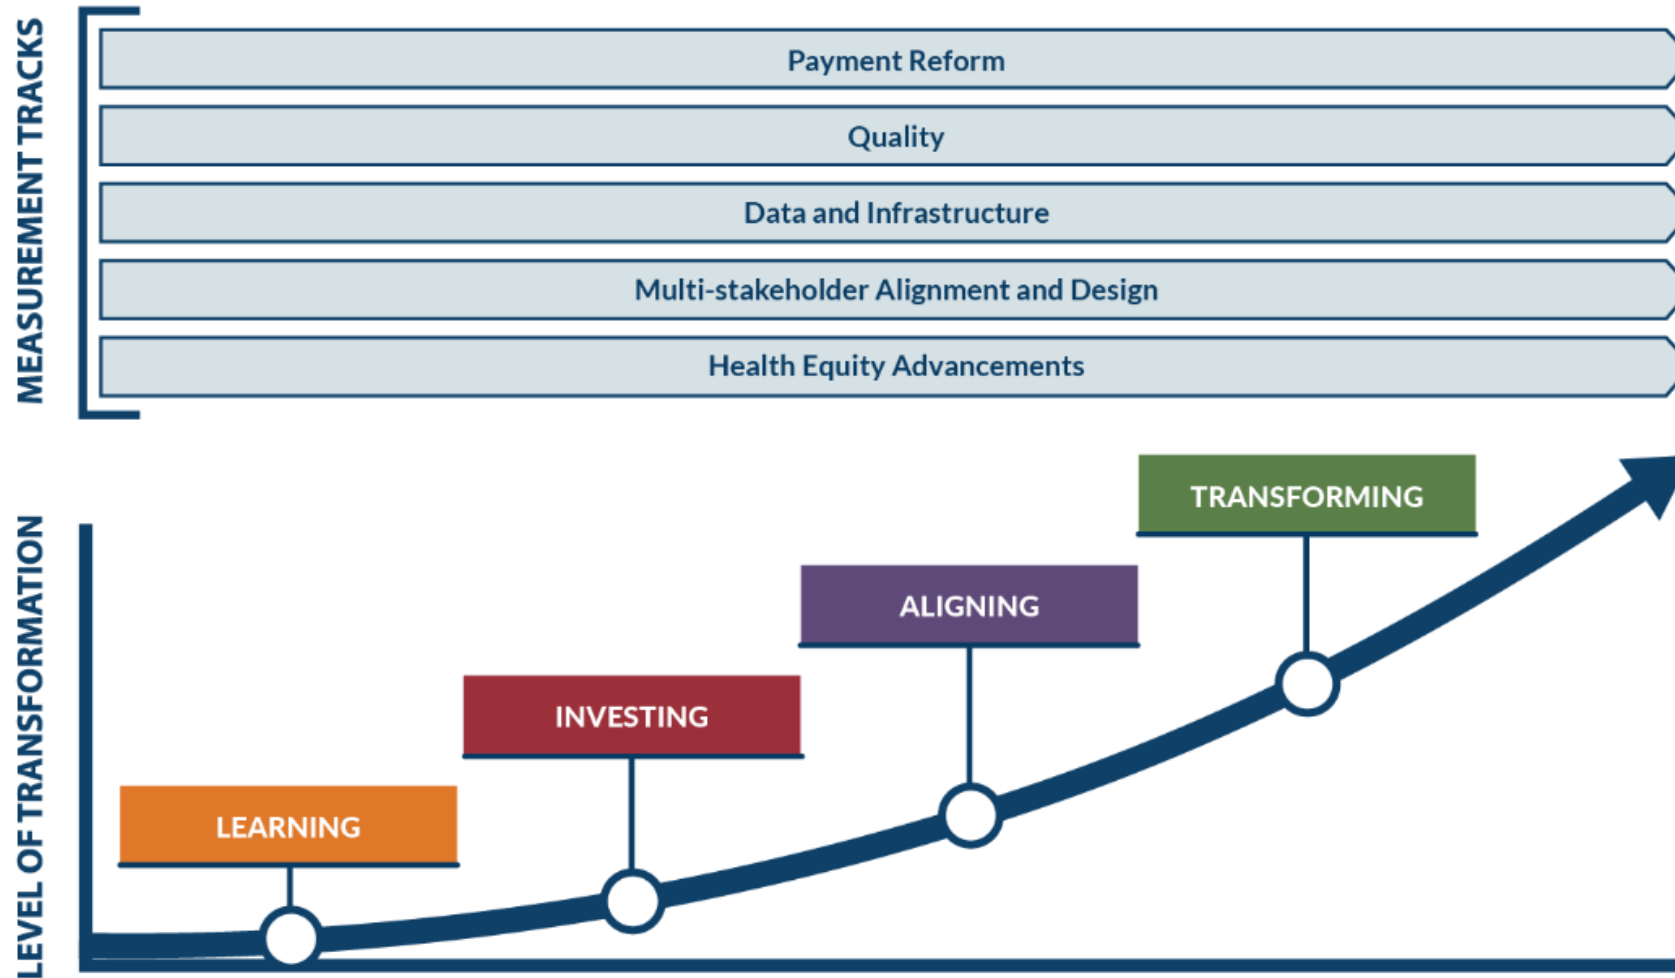 MEASUREMENT TRACKS
Payment Reform
Quality
Data and Infrastructure
Multi-stakeholder Alignment and Design
Health Equity Advancements
LEVEL OF TRANSFORMATION
TRANSFORMING
ALIGNING
INVESTING
LEARNING